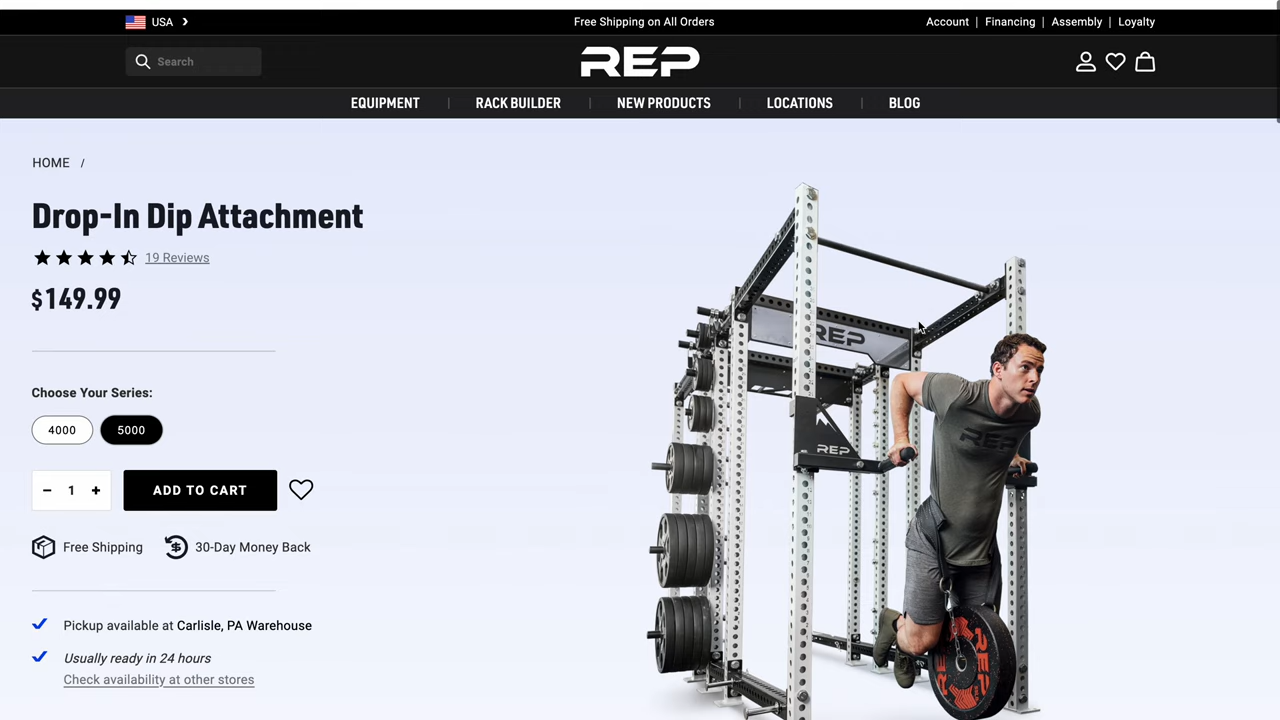 USA
Free Shipping on All Orders
Account | Financing | Assembly | Loyalty
Search
REP
EQUIPMENT | RACK BUILDER | NEW PRODUCTS | LOCATIONS | BLOG
HOME /
Drop-In Dip Attachment
19 Reviews
$149.99
Choose Your Series:
4000 5000
- 1 + ADD TO CART
Free Shipping 30-Day Money Back
Pickup available at Carlisle, PA Warehouse
Usually ready in 24 hours
Check availability at other stores
REP
REP
REP
REP
REP